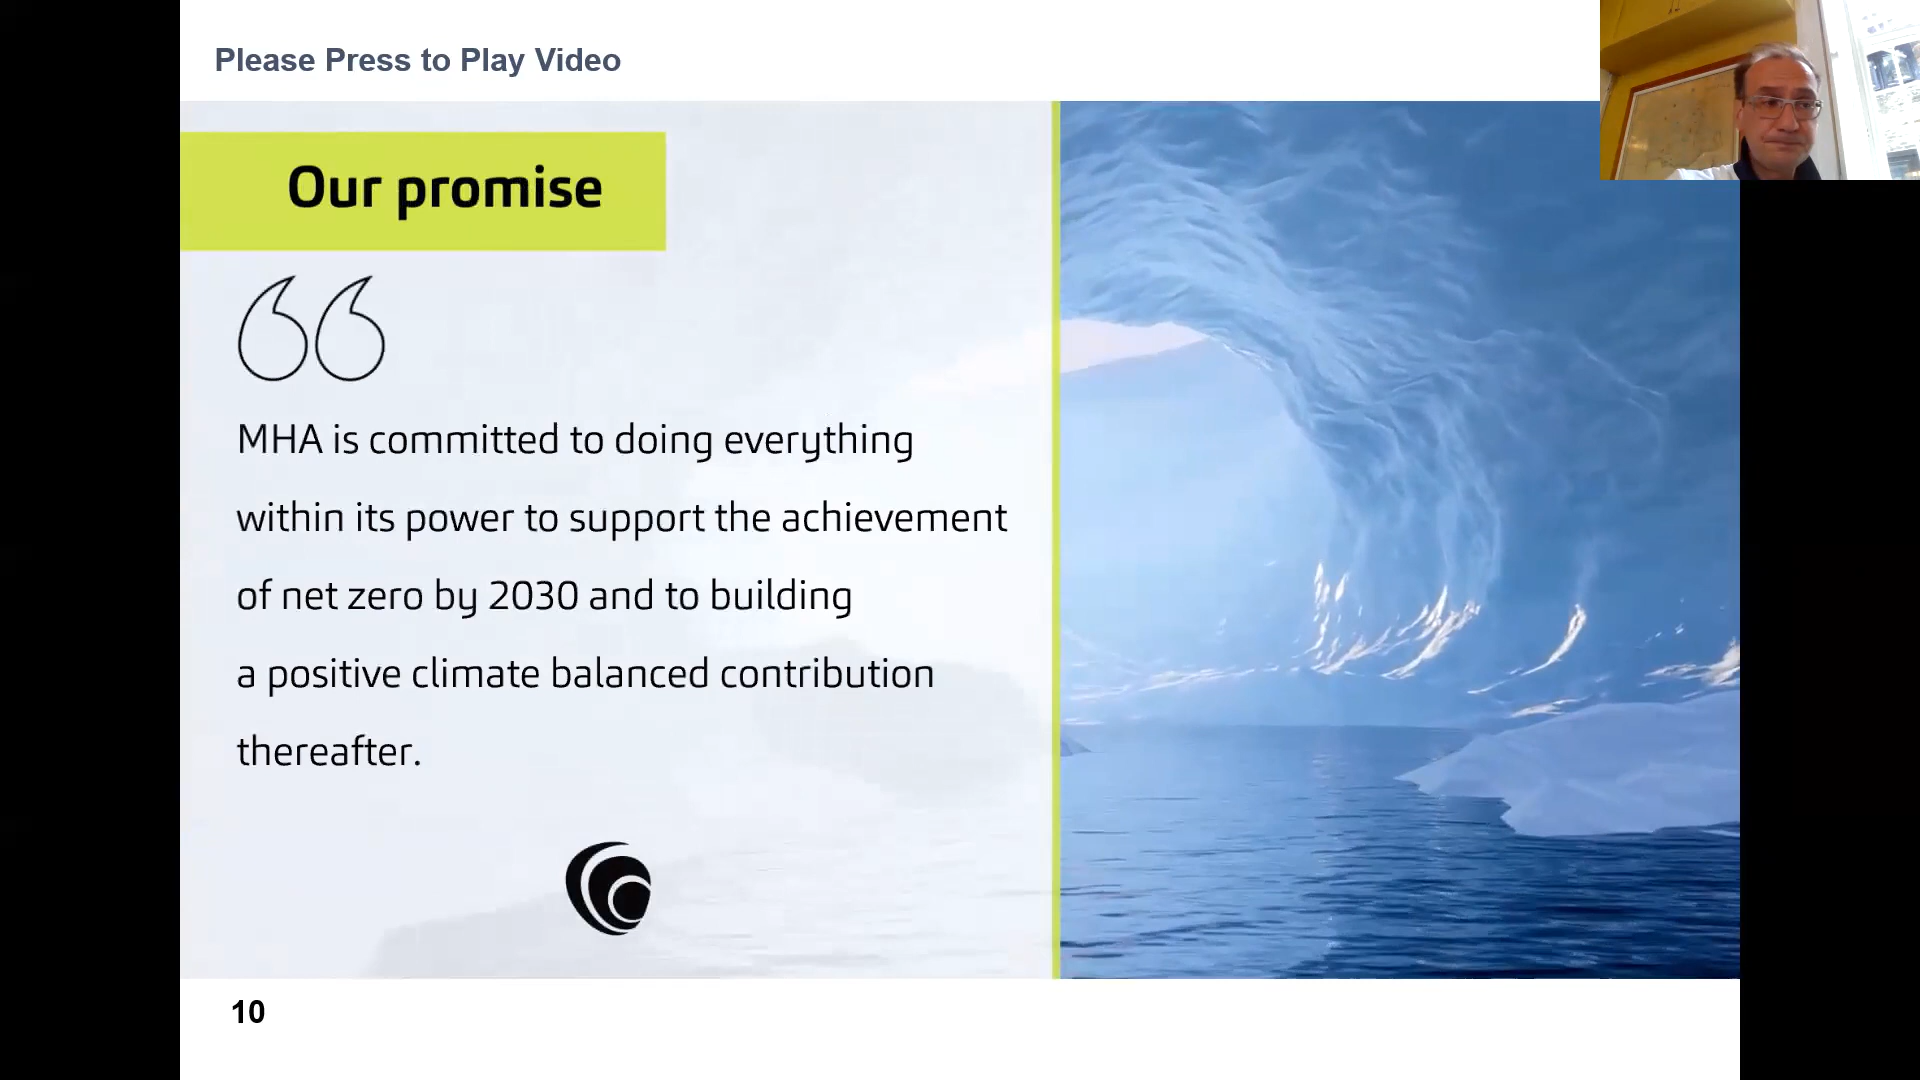 Please Press to Play Video
Our promise
MHA is committed to doing everything
within its power to support the achievement
of net zero by 2030 and to building
a positive climate balanced contribution
thereafter.
10